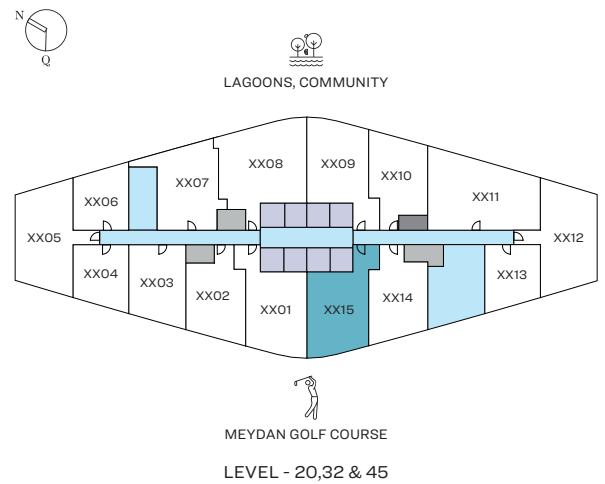 N
Q
LAGOONS, COMMUNITY
XX08
XX09
XX07
XX10
XX06
XX11
XX05
XX12
XX04
XX03
XX02
XX01
XX15
XX14
XX13
MEYDAN GOLF COURSE
LEVEL - 20,32 & 45